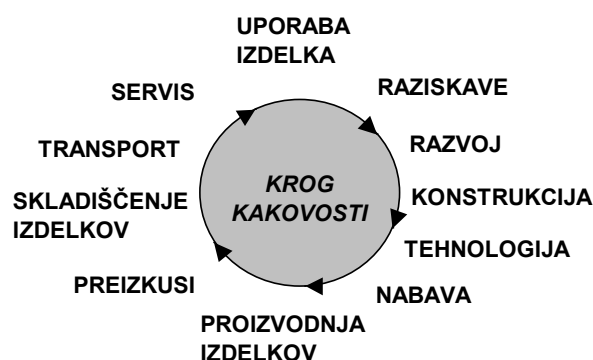 UPORABA
IZDELKA
RAZISKAVE
RAZVOJ
KONSTRUKCIJA
TEHNOLOGIJA
NABAVA
PROIZVODNJA
IZDELKOV
PREIZKUSI
SKLADIŠČENJE
IZDELKOV
TRANSPORT
SERVIS
KROG
KAKOVOSTI